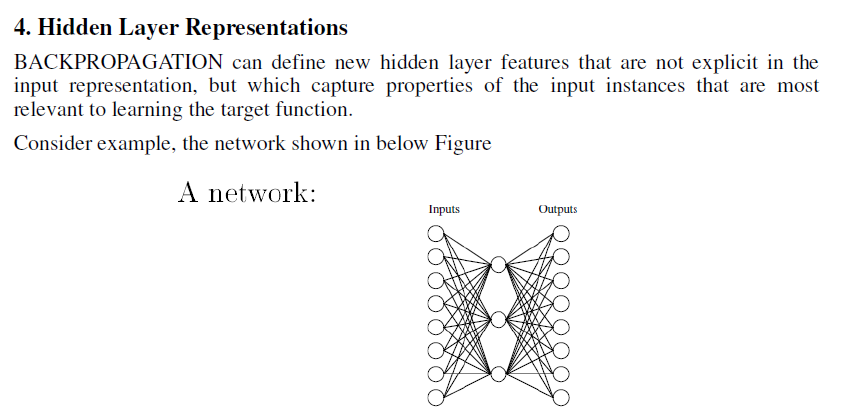 4. Hidden Layer Representations
BACKPROPAGATION can define new hidden layer features that are not explicit in the
input representation, but which capture properties of the input instances that are most
relevant to learning the target function.
Consider example, the network shown in below Figure
A network:
Inputs
Outputs